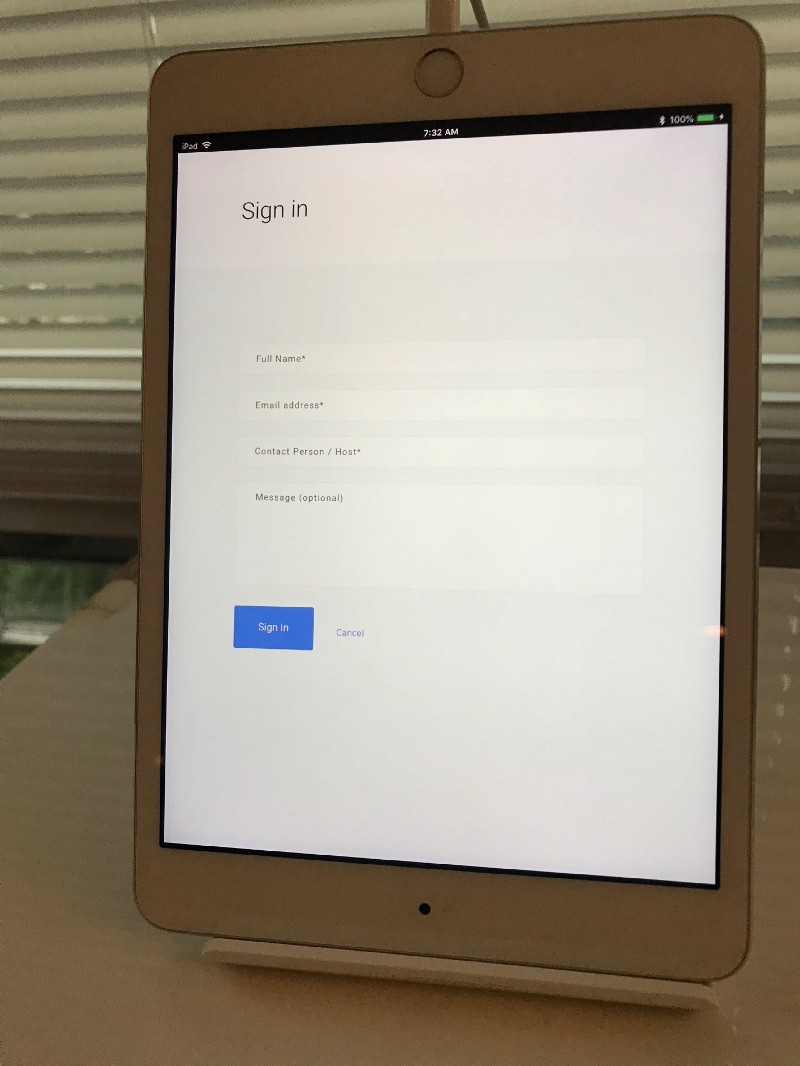 iPad 7:32 AM 100%
Sign in
Full Name*
Email address*
Contact Person / Host*
Message (optional)
Sign in Cancel